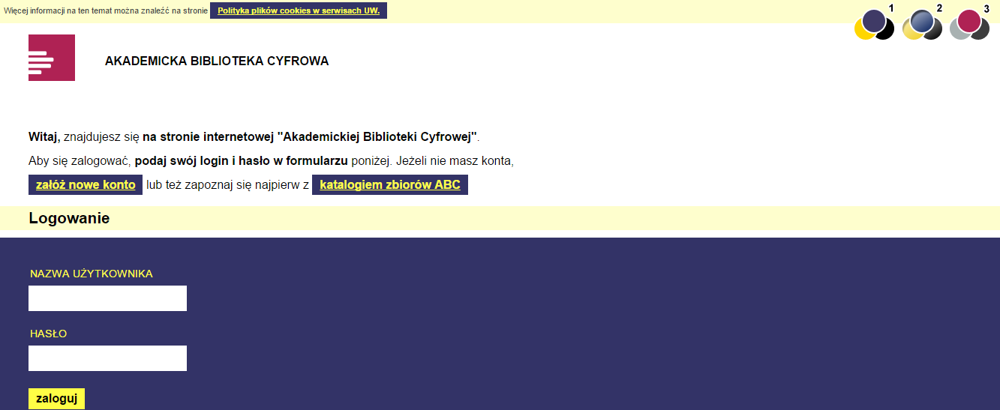 Więcej informacji na ten temat można znaleźć na stronie Polityka plików cookies w serwisach UW.
1 2 3
AKADEMICKA BIBLIOTEKA CYFROWA
Witaj, znajdujesz się na stronie internetowej "Akademickiej Biblioteki Cyfrowej".
Aby się zalogować, podaj swój login i hasło w formularzu poniżej. Jeżeli nie masz konta,
załóż nowe konto lub też zapoznaj się najpierw z katalogiem zbiorów ABC
Logowanie
NAZWA UŻYTKOWNIKA
HASŁO
zaloguj